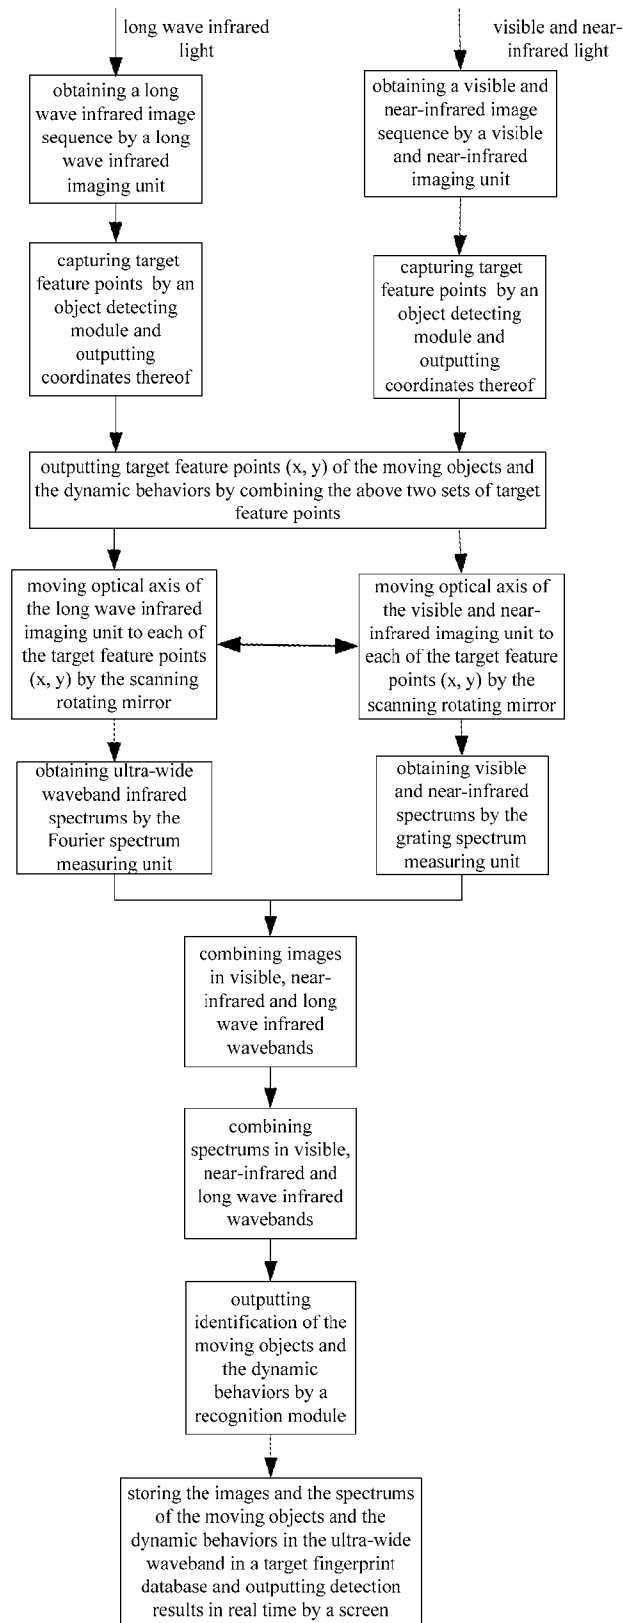 long wave infrared
light
visible and near-
infrared light
obtaining a long
wave infrared image
sequence by a long
wave infrared
imaging unit
obtaining a visible and
near-infrared image
sequence by a visible
and near-infrared
imaging unit
capturing target
feature points by an
object detecting
module and
outputting
coordinates thereof
capturing target
feature points by an
object detecting
module and
outputting
coordinates thereof
outputting target feature points (x, y) of the moving objects and
the dynamic behaviors by combining the above two sets of target
feature points
moving optical axis of
the long wave infrared
imaging unit to each of
the target feature points
(x, y) by the scanning
rotating mirror
moving optical axis of
the visible and near-
infrared imaging unit to
each of the target feature
points (x, y) by the
scanning rotating mirror
obtaining ultra-wide
waveband infrared
spectrums by the
Fourier spectrum
measuring unit
obtaining visible
and near-infrared
spectrums by the
grating spectrum
measuring unit
combining images
in visible, near-
infrared and long
wave infrared
wavebands
combining
spectrums in visible,
near-infrared and
long wave infrared
wavebands
outputting
identification of the
moving objects and
the dynamic
behaviors by a
recognition module
storing the images and the spectrums
of the moving objects and the
dynamic behaviors in the ultra-wide
waveband in a target fingerprint
database and outputting detection
results in real time by a screen